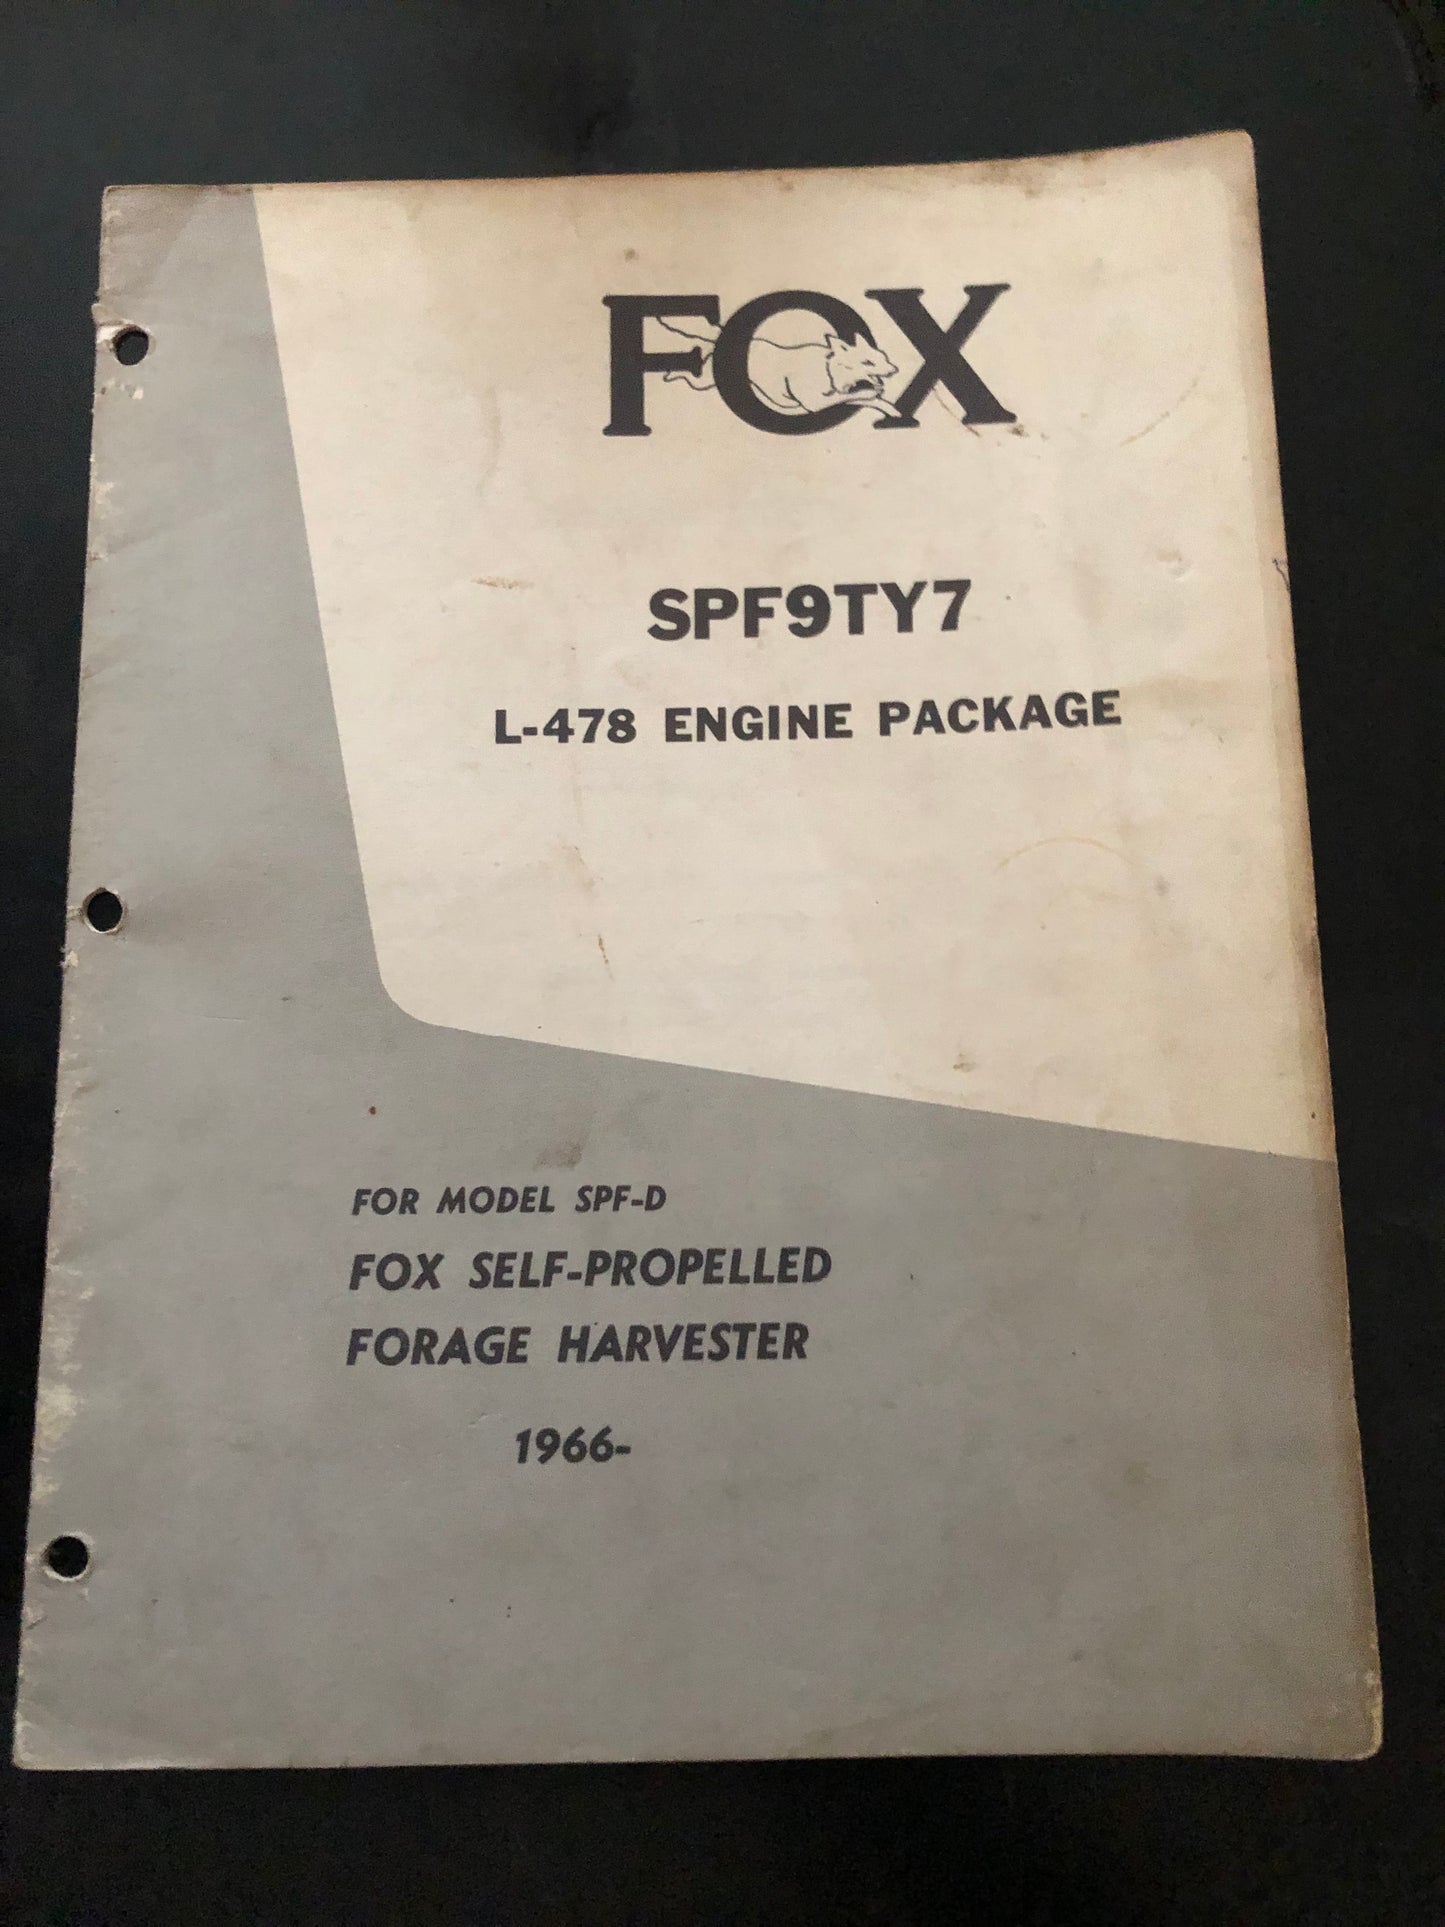 FOX
SPF9TY7
L-478 ENGINE PACKAGE
FOR MODEL SPF-D
FOX SELF-PROPELLED
FORAGE HARVESTER
1966-